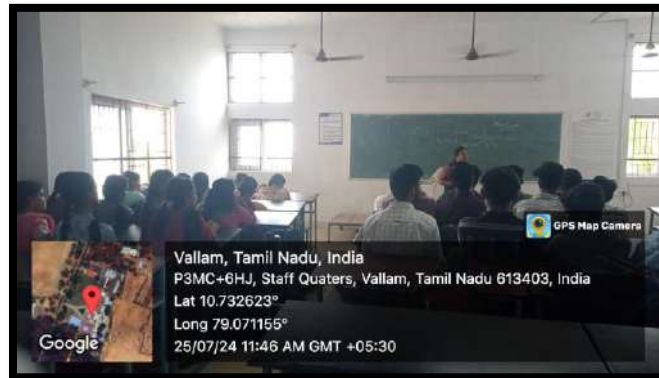 GPS Map Camera
Vallam, Tamil Nadu, India
P3MC+6HJ, Staff Quaters, Vallam, Tamil Nadu 613403, India
Lat 10.732623°
Long 79.071155°
25/07/24 11:46 AM GMT +05:30
Google